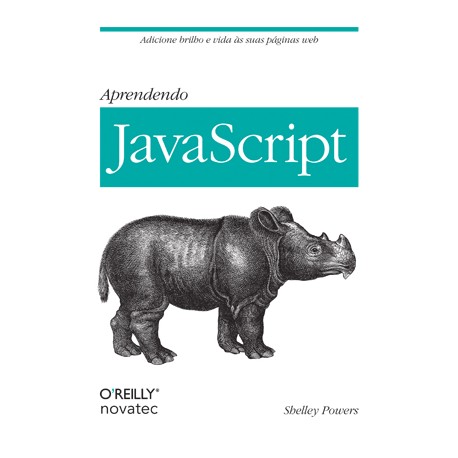 Adicione brilho e vida às suas páginas web
Aprendendo
JavaScript
O'REILLY®
novatec
Shelley Powers